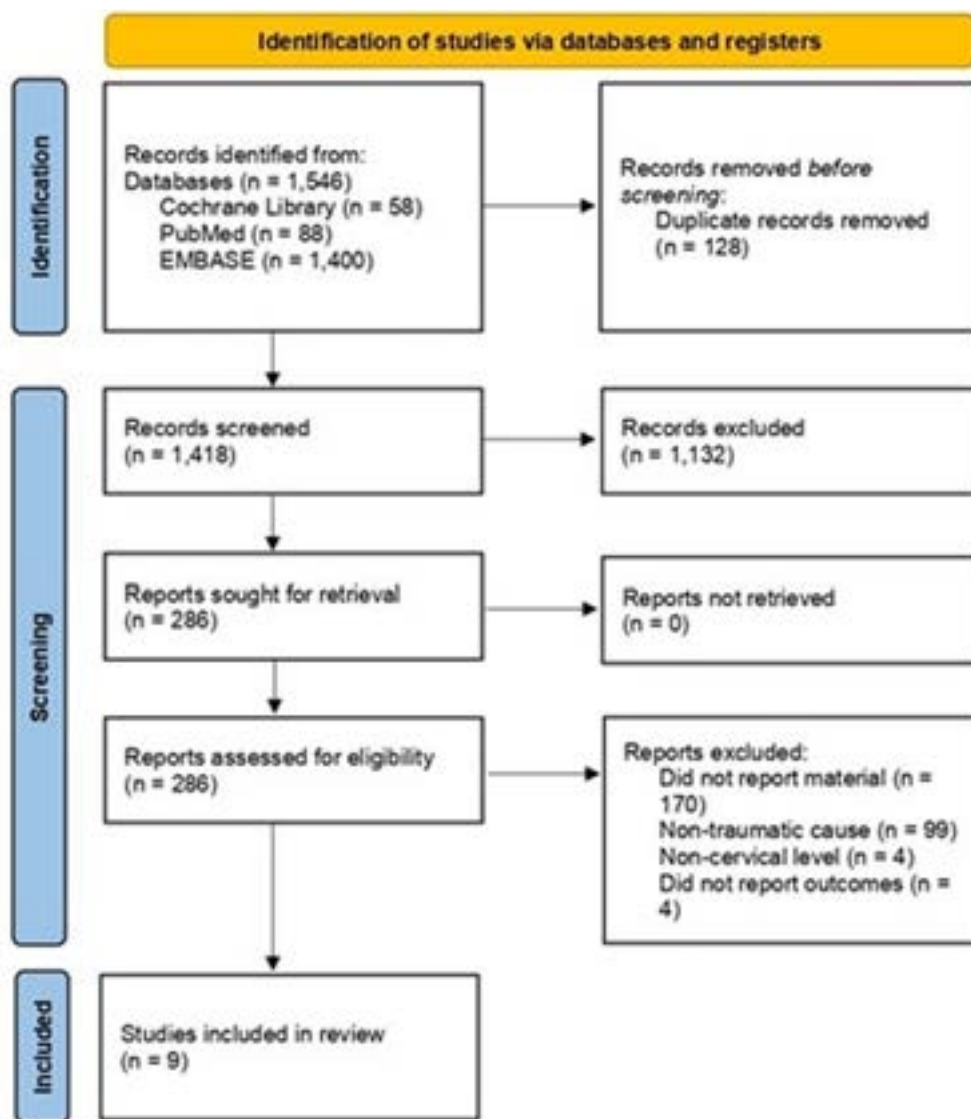 Identification of studies via databases and registers
Identification
Records identified from:
Databases (n = 1,546)
Cochrane Library (n = 58)
PubMed (n = 88)
EMBASE (n = 1,400)
Records removed before
screening:
Duplicate records removed
(n = 128)
Screening
Records screened
(n = 1,418)
Records excluded
(n = 1,132)
Reports sought for retrieval
(n = 286)
Reports not retrieved
(n = 0)
Reports assessed for eligibility
(n = 286)
Reports excluded:
Did not report material (n =
170)
Non-traumatic cause (n = 99)
Non-cervical level (n = 4)
Did not report outcomes (n =
4)
Included
Studies included in review
(n = 9)